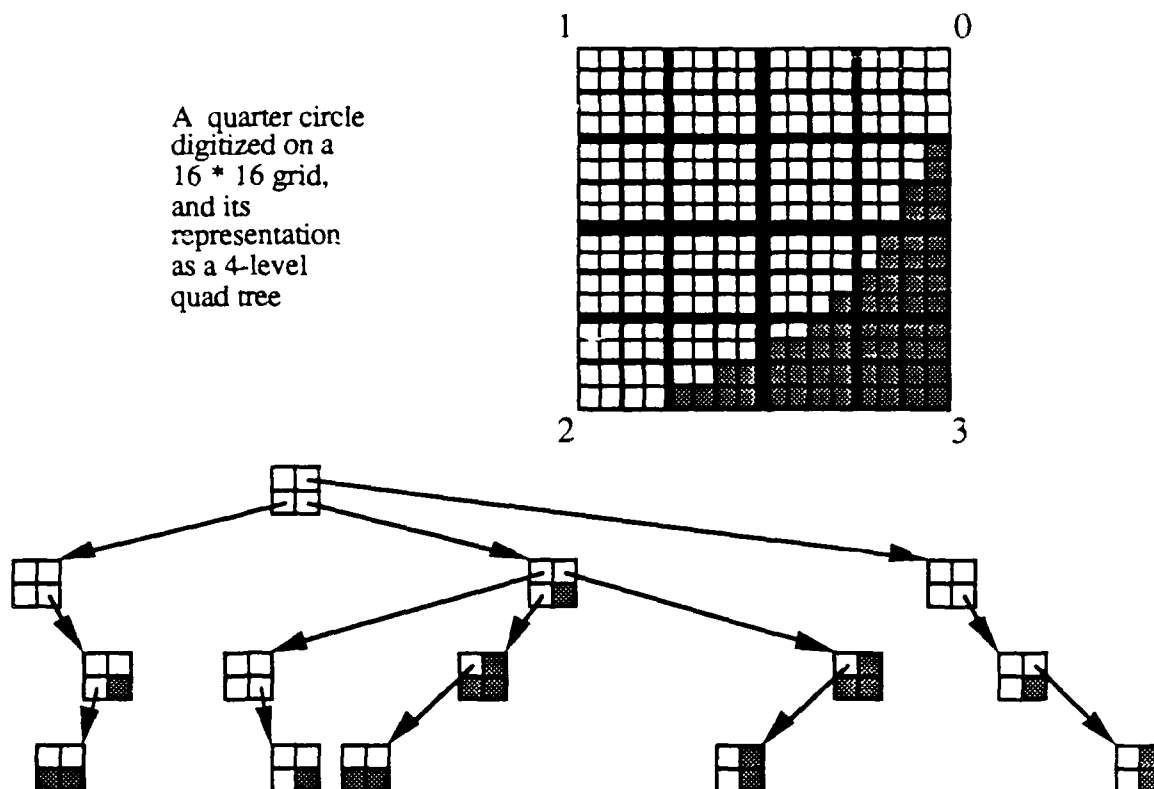 1 0
A quarter circle
digitized on a
16 * 16 grid,
and its
representation
as a 4-level
quad tree
2 3